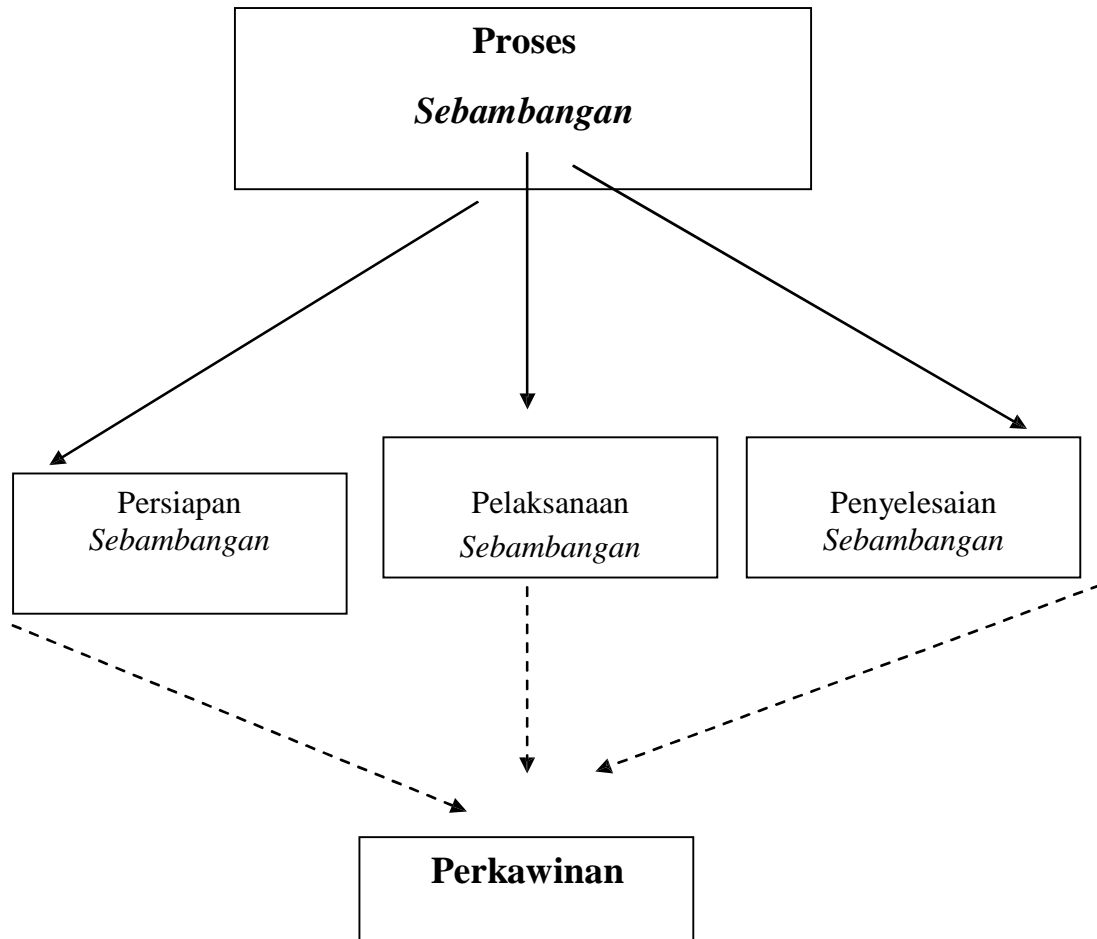 Proses
Sebambangan
Persiapan
Sebambangan
Pelaksanaan
Sebambangan
Penyelesaian
Sebambangan
Perkawinan